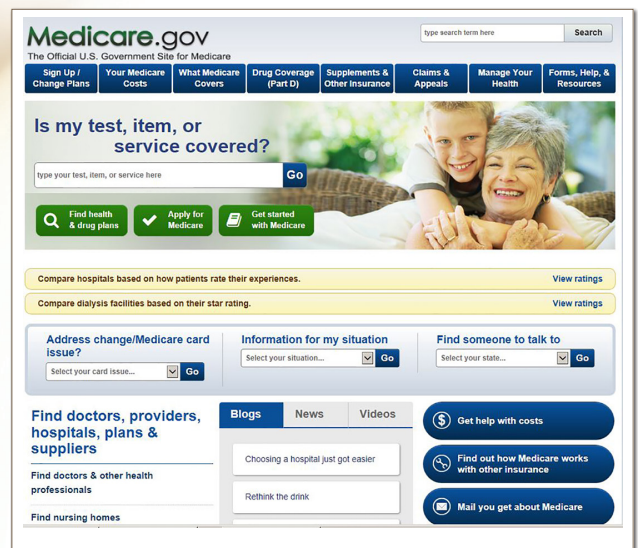 Medicare.gov
The Official U.S. Government Site for Medicare
type search term here
Search
Sign Up /
Change Plans
Your Medicare
Costs
What Medicare
Covers
Drug Coverage
(Part D)
Supplements &
Other Insurance
Claims &
Appeals
Manage Your
Health
Forms, Help, &
Resources
Is my test, item, or
service covered?
type your test, item, or service here
Go
Find health
& drug plans
Apply for
Medicare
Get started
with Medicare
Compare hospitals based on how patients rate their experiences.
View ratings
Compare dialysis facilities based on their star rating.
View ratings
Address change/Medicare card
issue?
Select your card issue...
Go
Information for my situation
Select your situation...
Go
Find someone to talk to
Select your state...
Go
Find doctors, providers,
hospitals, plans &
suppliers
Find doctors & other health
professionals
Find nursing homes
Blogs
News
Videos
Choosing a hospital just got easier
Rethink the drink
$
Get help with costs
Find out how Medicare works
with other insurance
Mail you get about Medicare